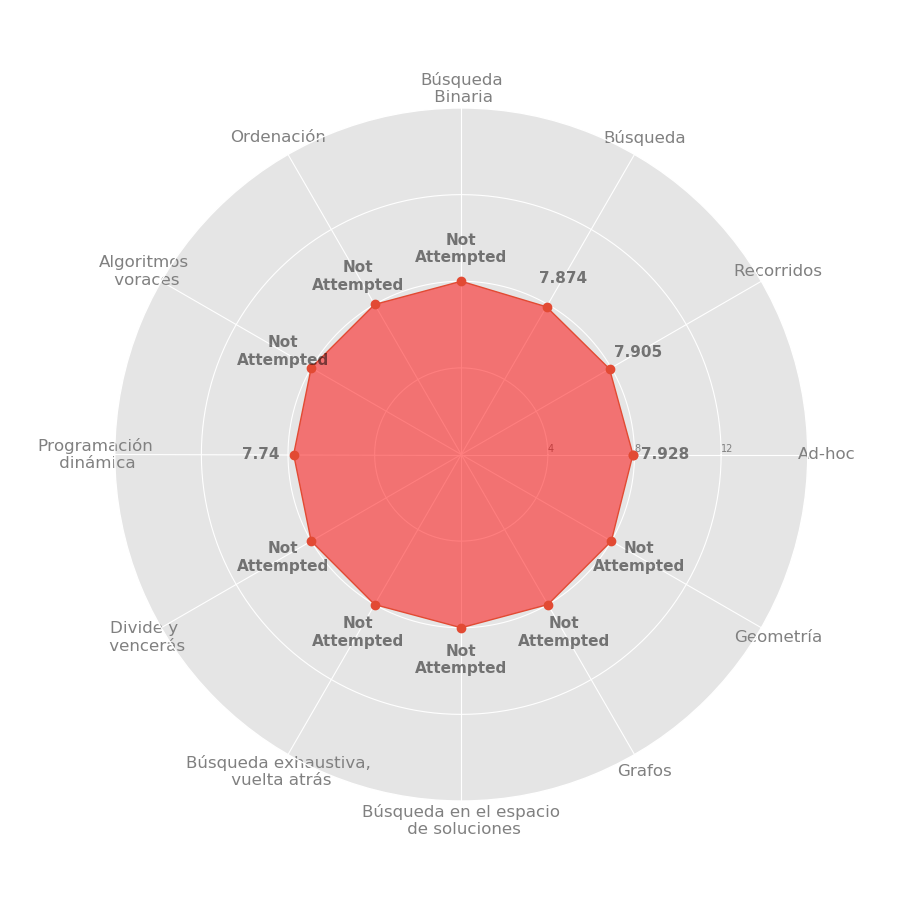 Búsqueda
Binaria
Ordenación
Búsqueda
Not
Attempted
Not
Attempted
7.874
Algoritmos
voraces
Recorridos
Not
Attempted
7.905
Programación
dinámica
7.74
4
8
12
7.928
Ad-hoc
Not
Attempted
Not
Attempted
Divide y
vencerás
Not
Attempted
Not
Attempted
Not
Attempted
Geometría
Búsqueda exhaustiva,
vuelta atrás
Grafos
Búsqueda en el espacio
de soluciones